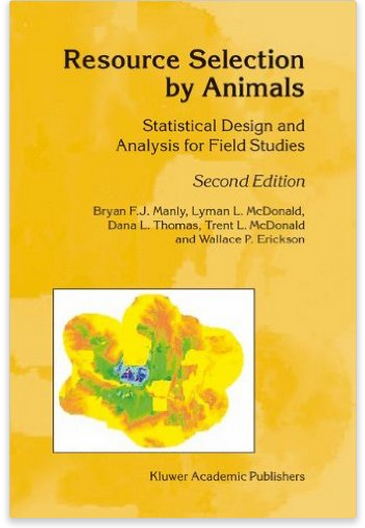 Resource Selection
by Animals
Statistical Design and
Analysis for Field Studies
Second Edition
Bryan F.J. Manly, Lyman L. McDonald,
Dana L. Thomas, Trent L. McDonald
and Wallace P. Erickson
Kluwer Academic Publishers